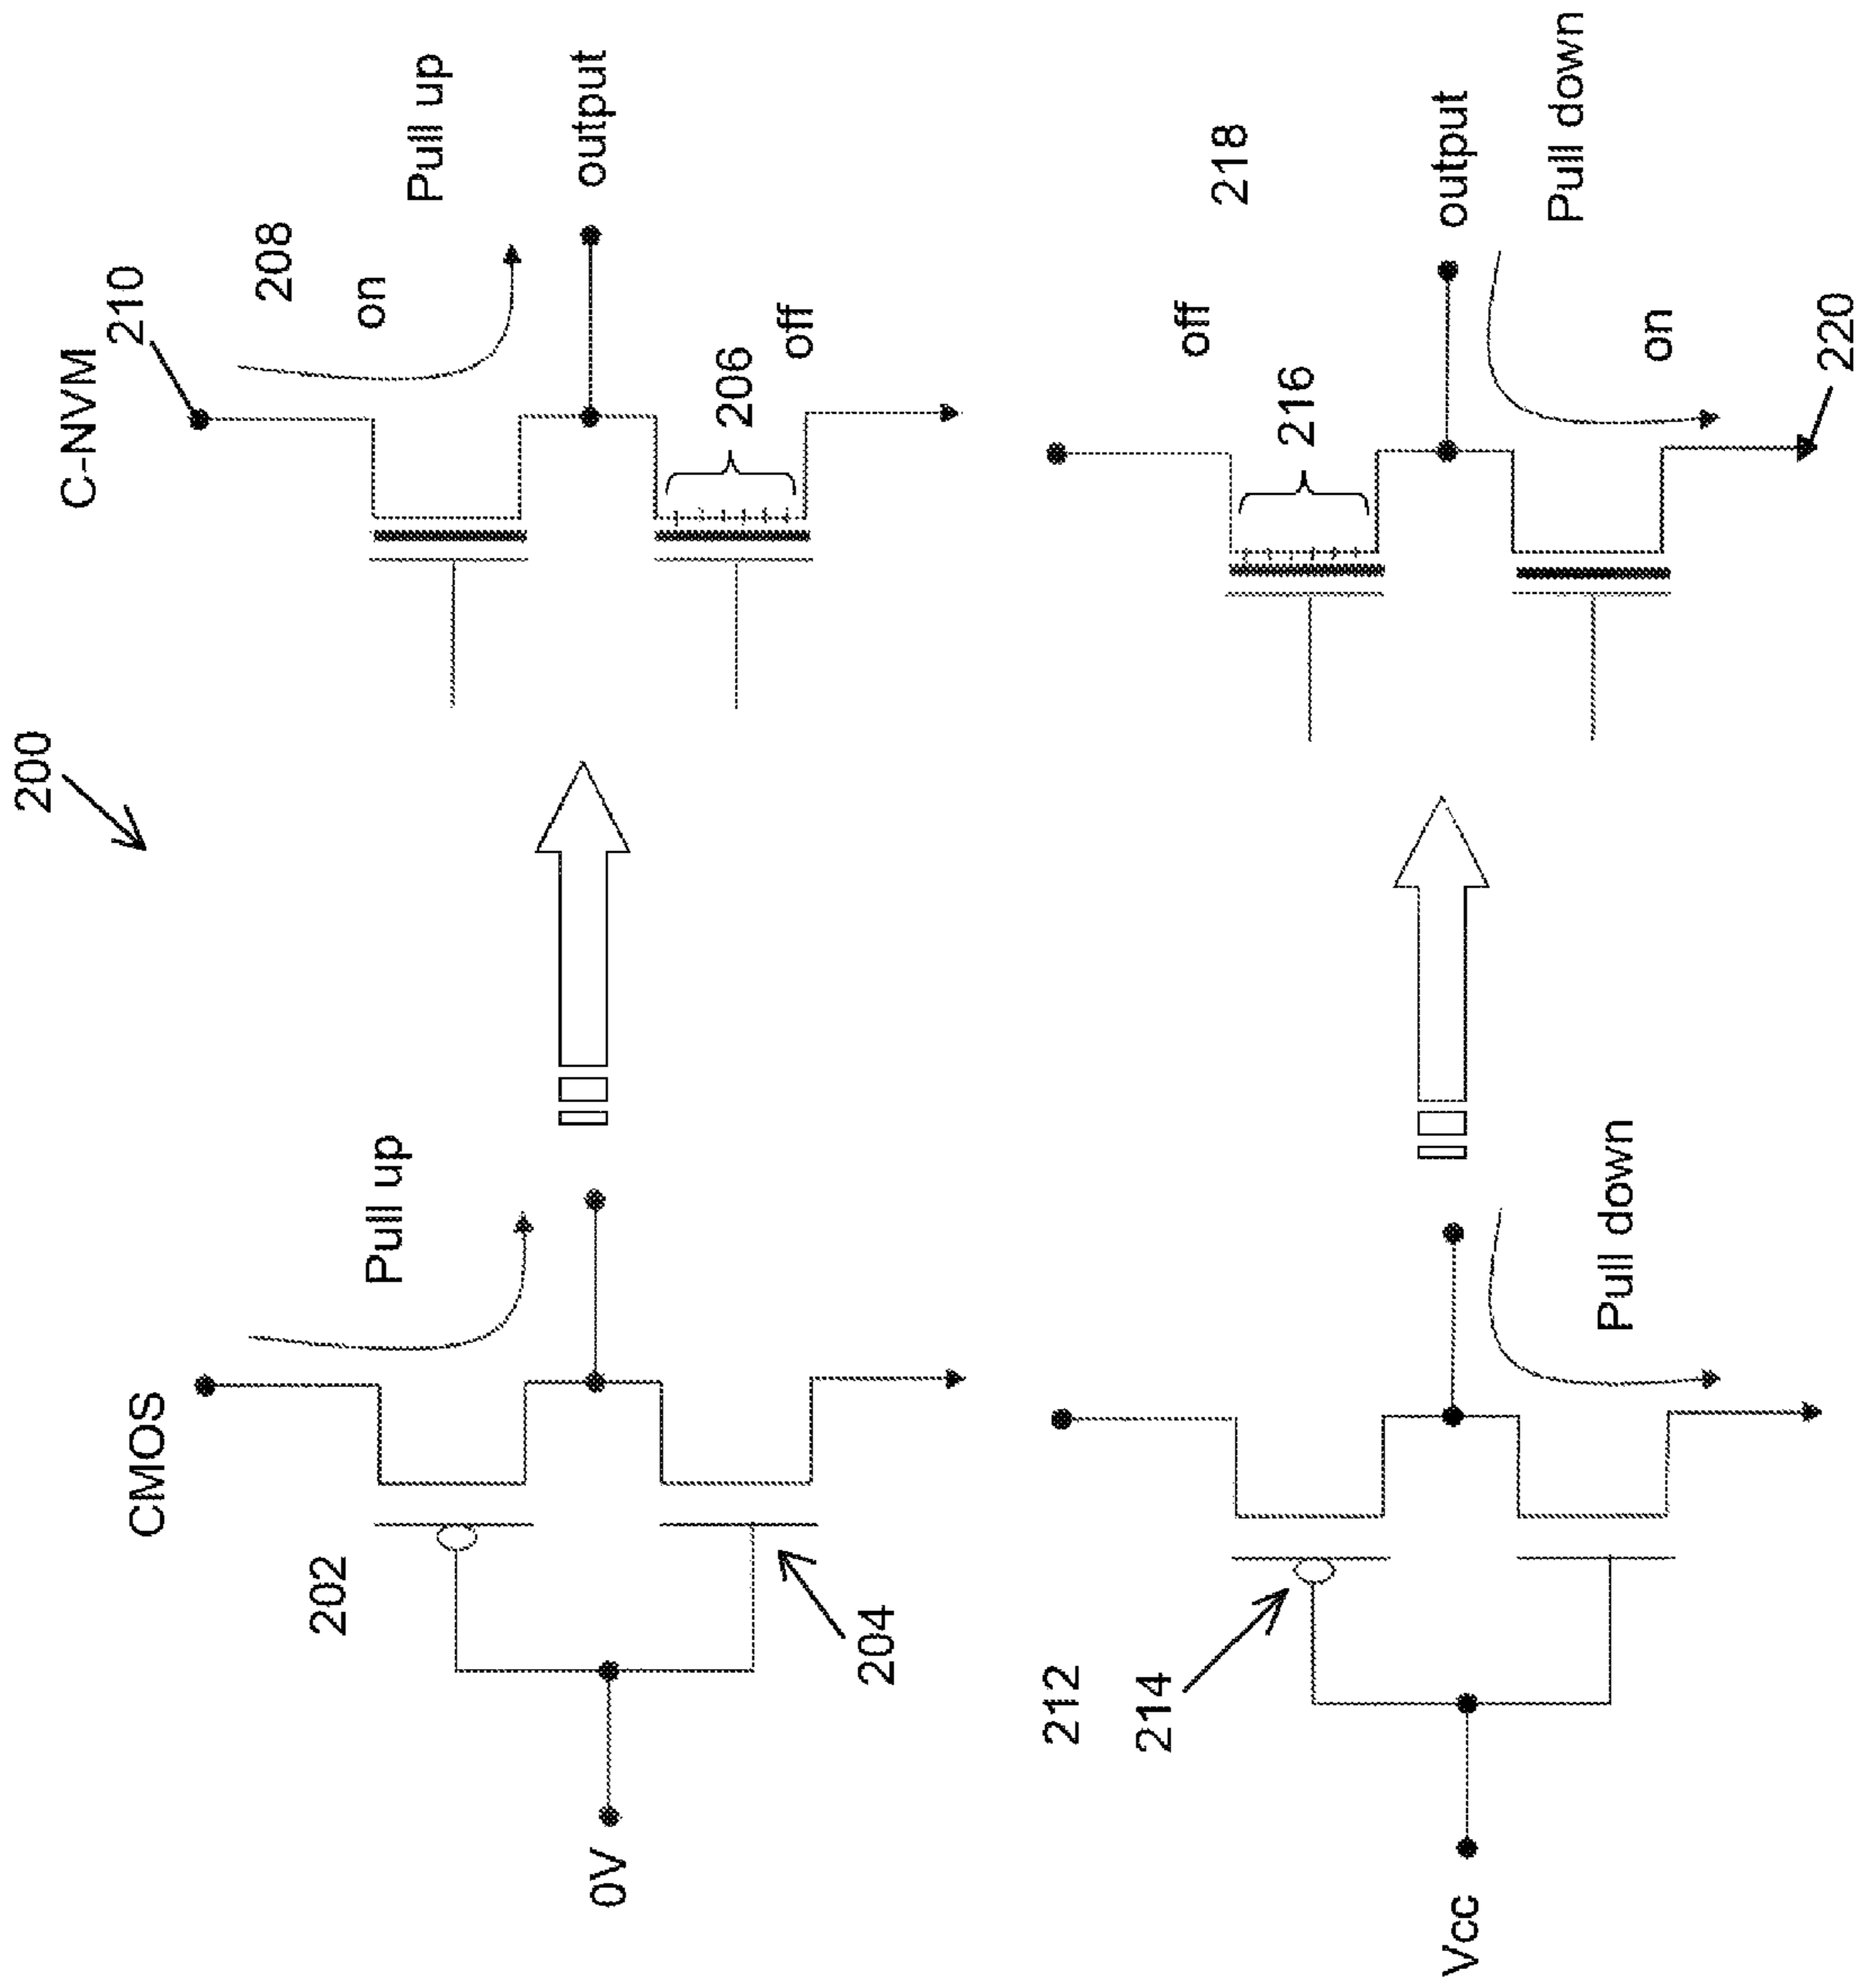 200
CMOS
C-NVM
210
202
Pull up
208
on
Pull up
0V
output
204
206
off
212
214
off
218
216
Vcc
output
Pull down
Pull down
on
220